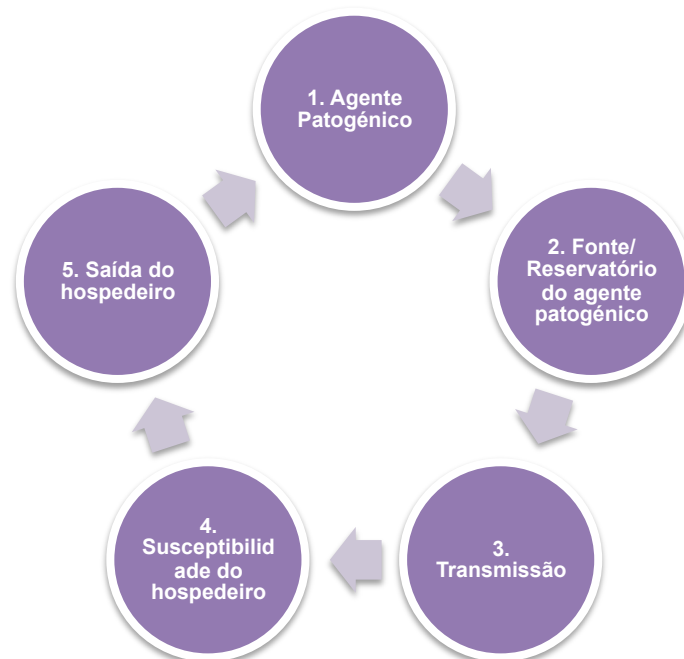 1. Agente
Patogénico
2. Fonte/
Reservatório
do agente
patogénico
3.
Transmissão
4.
Susceptibilid
ade do
hospedeiro
5. Saída do
hospedeiro